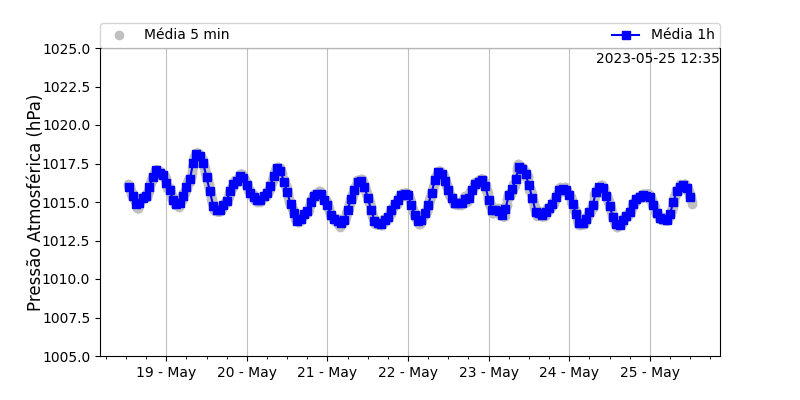 Média 5 min
Média 1h
2023-05-25 12:35
Pressão Atmosférica (hPa)
1025.0
1022.5
1020.0
1017.5
1015.0
1012.5
1010.0
1007.5
1005.0
19 - May
20 - May
21 - May
22 - May
23 - May
24 - May
25 - May